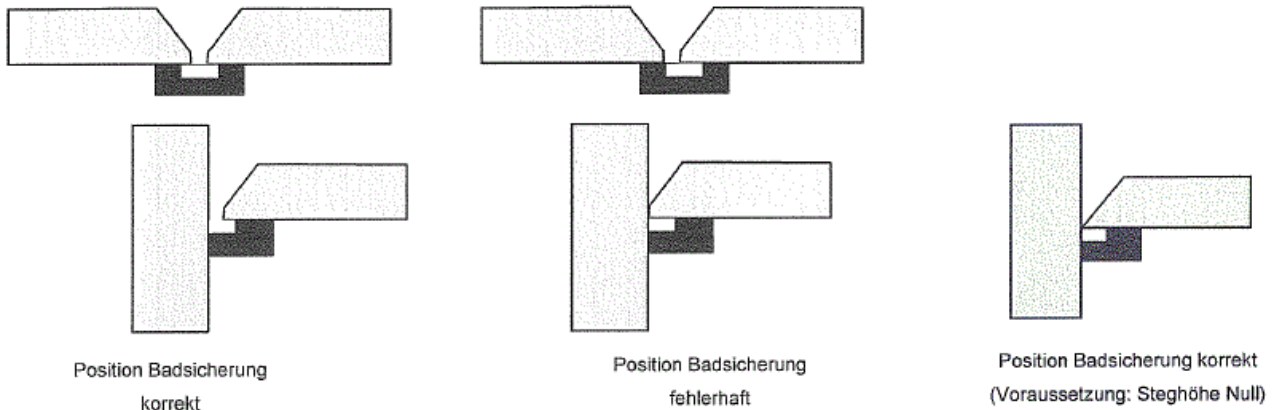 Position Badsicherung
korrekt
Position Badsicherung
fehlerhaft
Position Badsicherung korrekt
(Voraussetzung: Steghöhe Null)